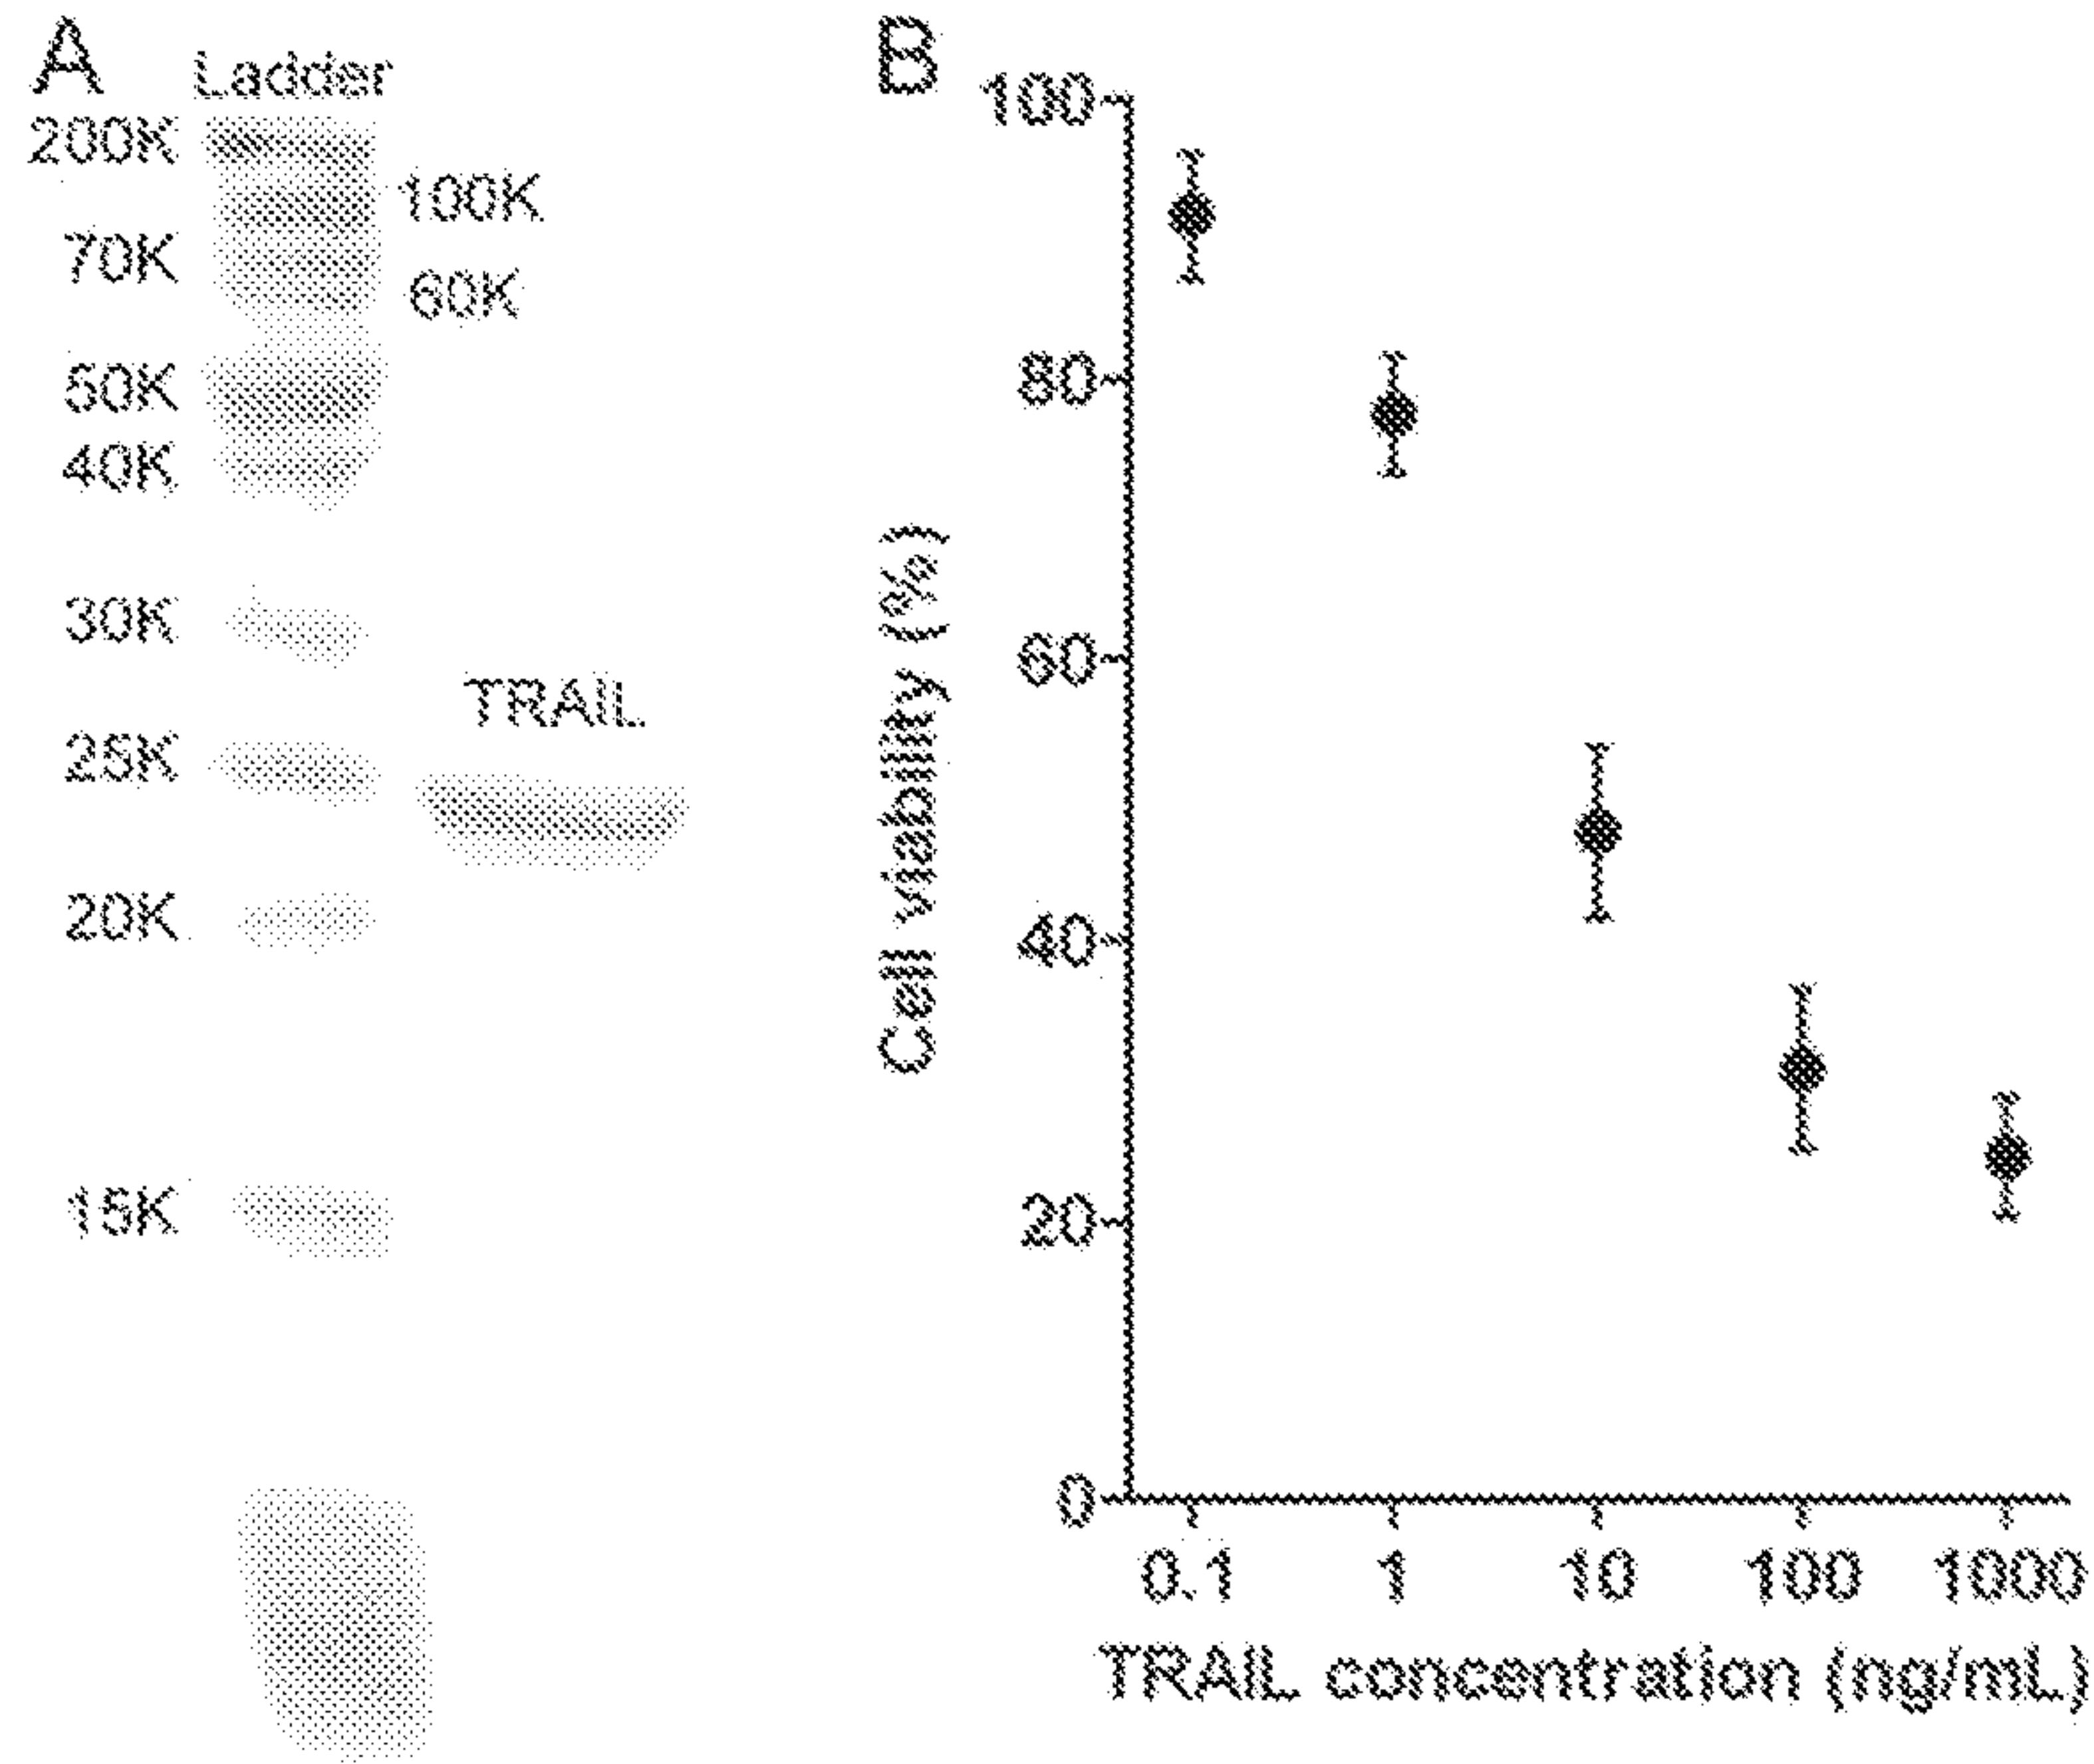 A
Ladder
200K
100K
70K
60K
50K
40K
30K
TRAIL
25K
20K
15K
B
100
80
60
40
20
0
Cell viability (%)
0.1 1 10 100 1000
TRAIL concentration (ng/mL)